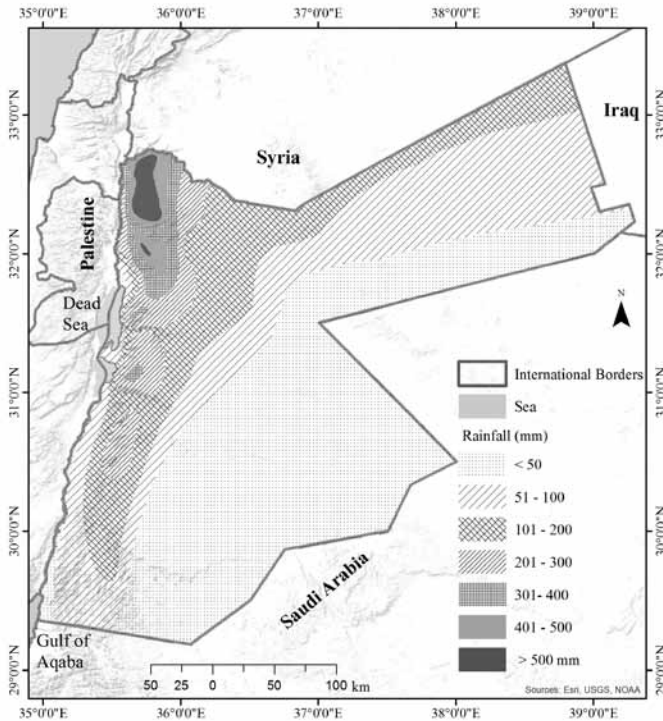 35°0'0"E 36°0'0"E 37°0'0"E 38°0'0"E 39°0'0"E
33°0'0"N
32°0'0"N
31°0'0"N
30°0'0"N
29°0'0"N
Iraq
Syria
Palestine
Dead
Sea
N
International Borders
Sea
Rainfall (mm)
< 50
51 - 100
101 - 200
201 - 300
301- 400
401 - 500
> 500 mm
Saudi Arabia
Gulf of
Aqaba
50 25 0 50 100 km
Sources: Esri, USGS, NOAA
33°0'0"N
32°0'0"N
31°0'0"N
30°0'0"N
29°0'0"N
35°0'0"E 36°0'0"E 37°0'0"E 38°0'0"E 39°0'0"E